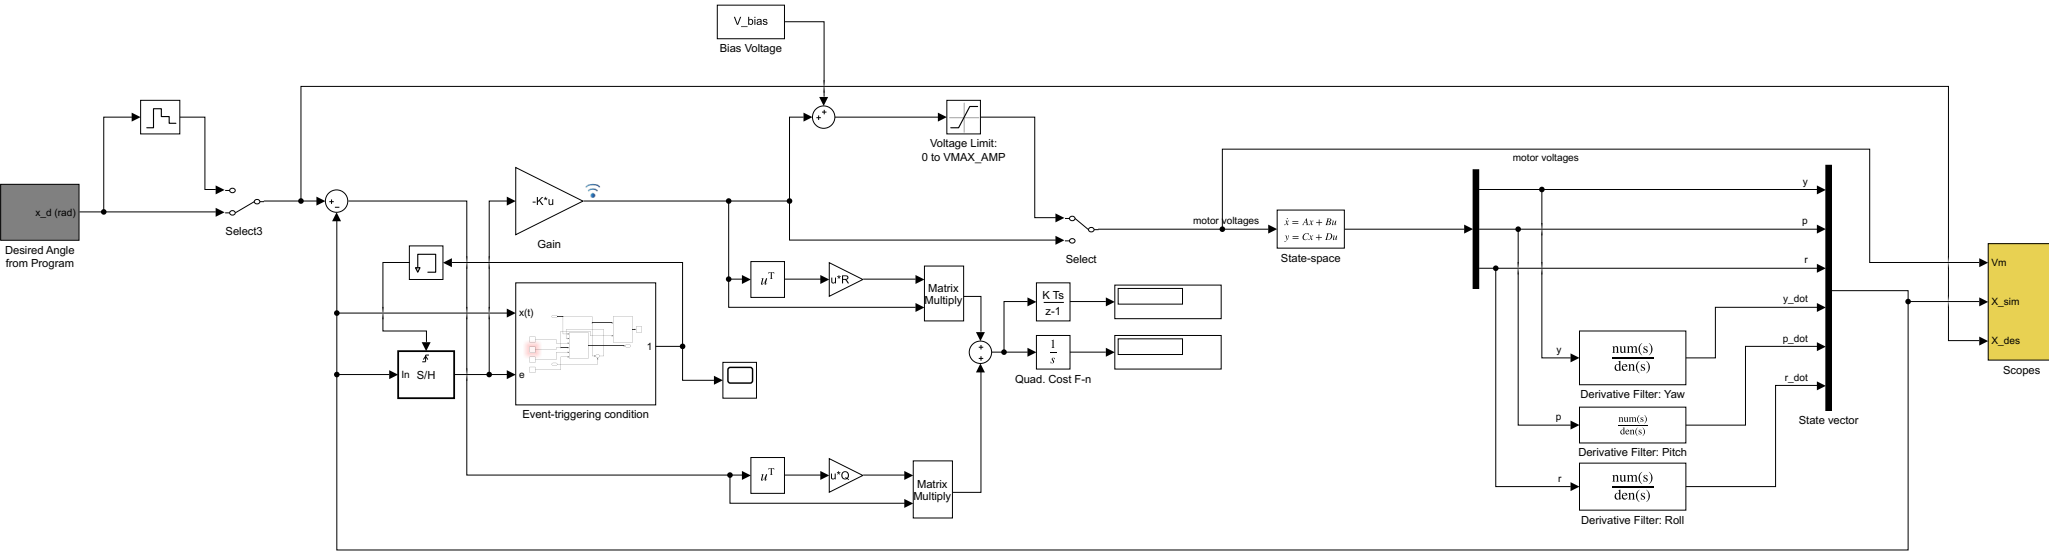 V_bias
Bias Voltage
x_d (rad)
Desired Angle
from Program
Select3
+
−
-K*u
Gain
+
+
Voltage Limit:
0 to VMAX_AMP
Select
motor voltages
ẋ = Ax + Bu
y = Cx + Du
State-space
motor voltages
y
p
r
y_dot
p_dot
r_dot
State vector
Vm
X_sim
X_des
Scopes
uᵀ
u*R
Matrix
Multiply
x(t)
e
1
Event-triggering condition
In
S/H
+
+
K Ts
z-1
1
s
Quad. Cost F-n
uᵀ
u*Q
Matrix
Multiply
y
num(s)
den(s)
Derivative Filter: Yaw
p
num(s)
den(s)
Derivative Filter: Pitch
r
num(s)
den(s)
Derivative Filter: Roll